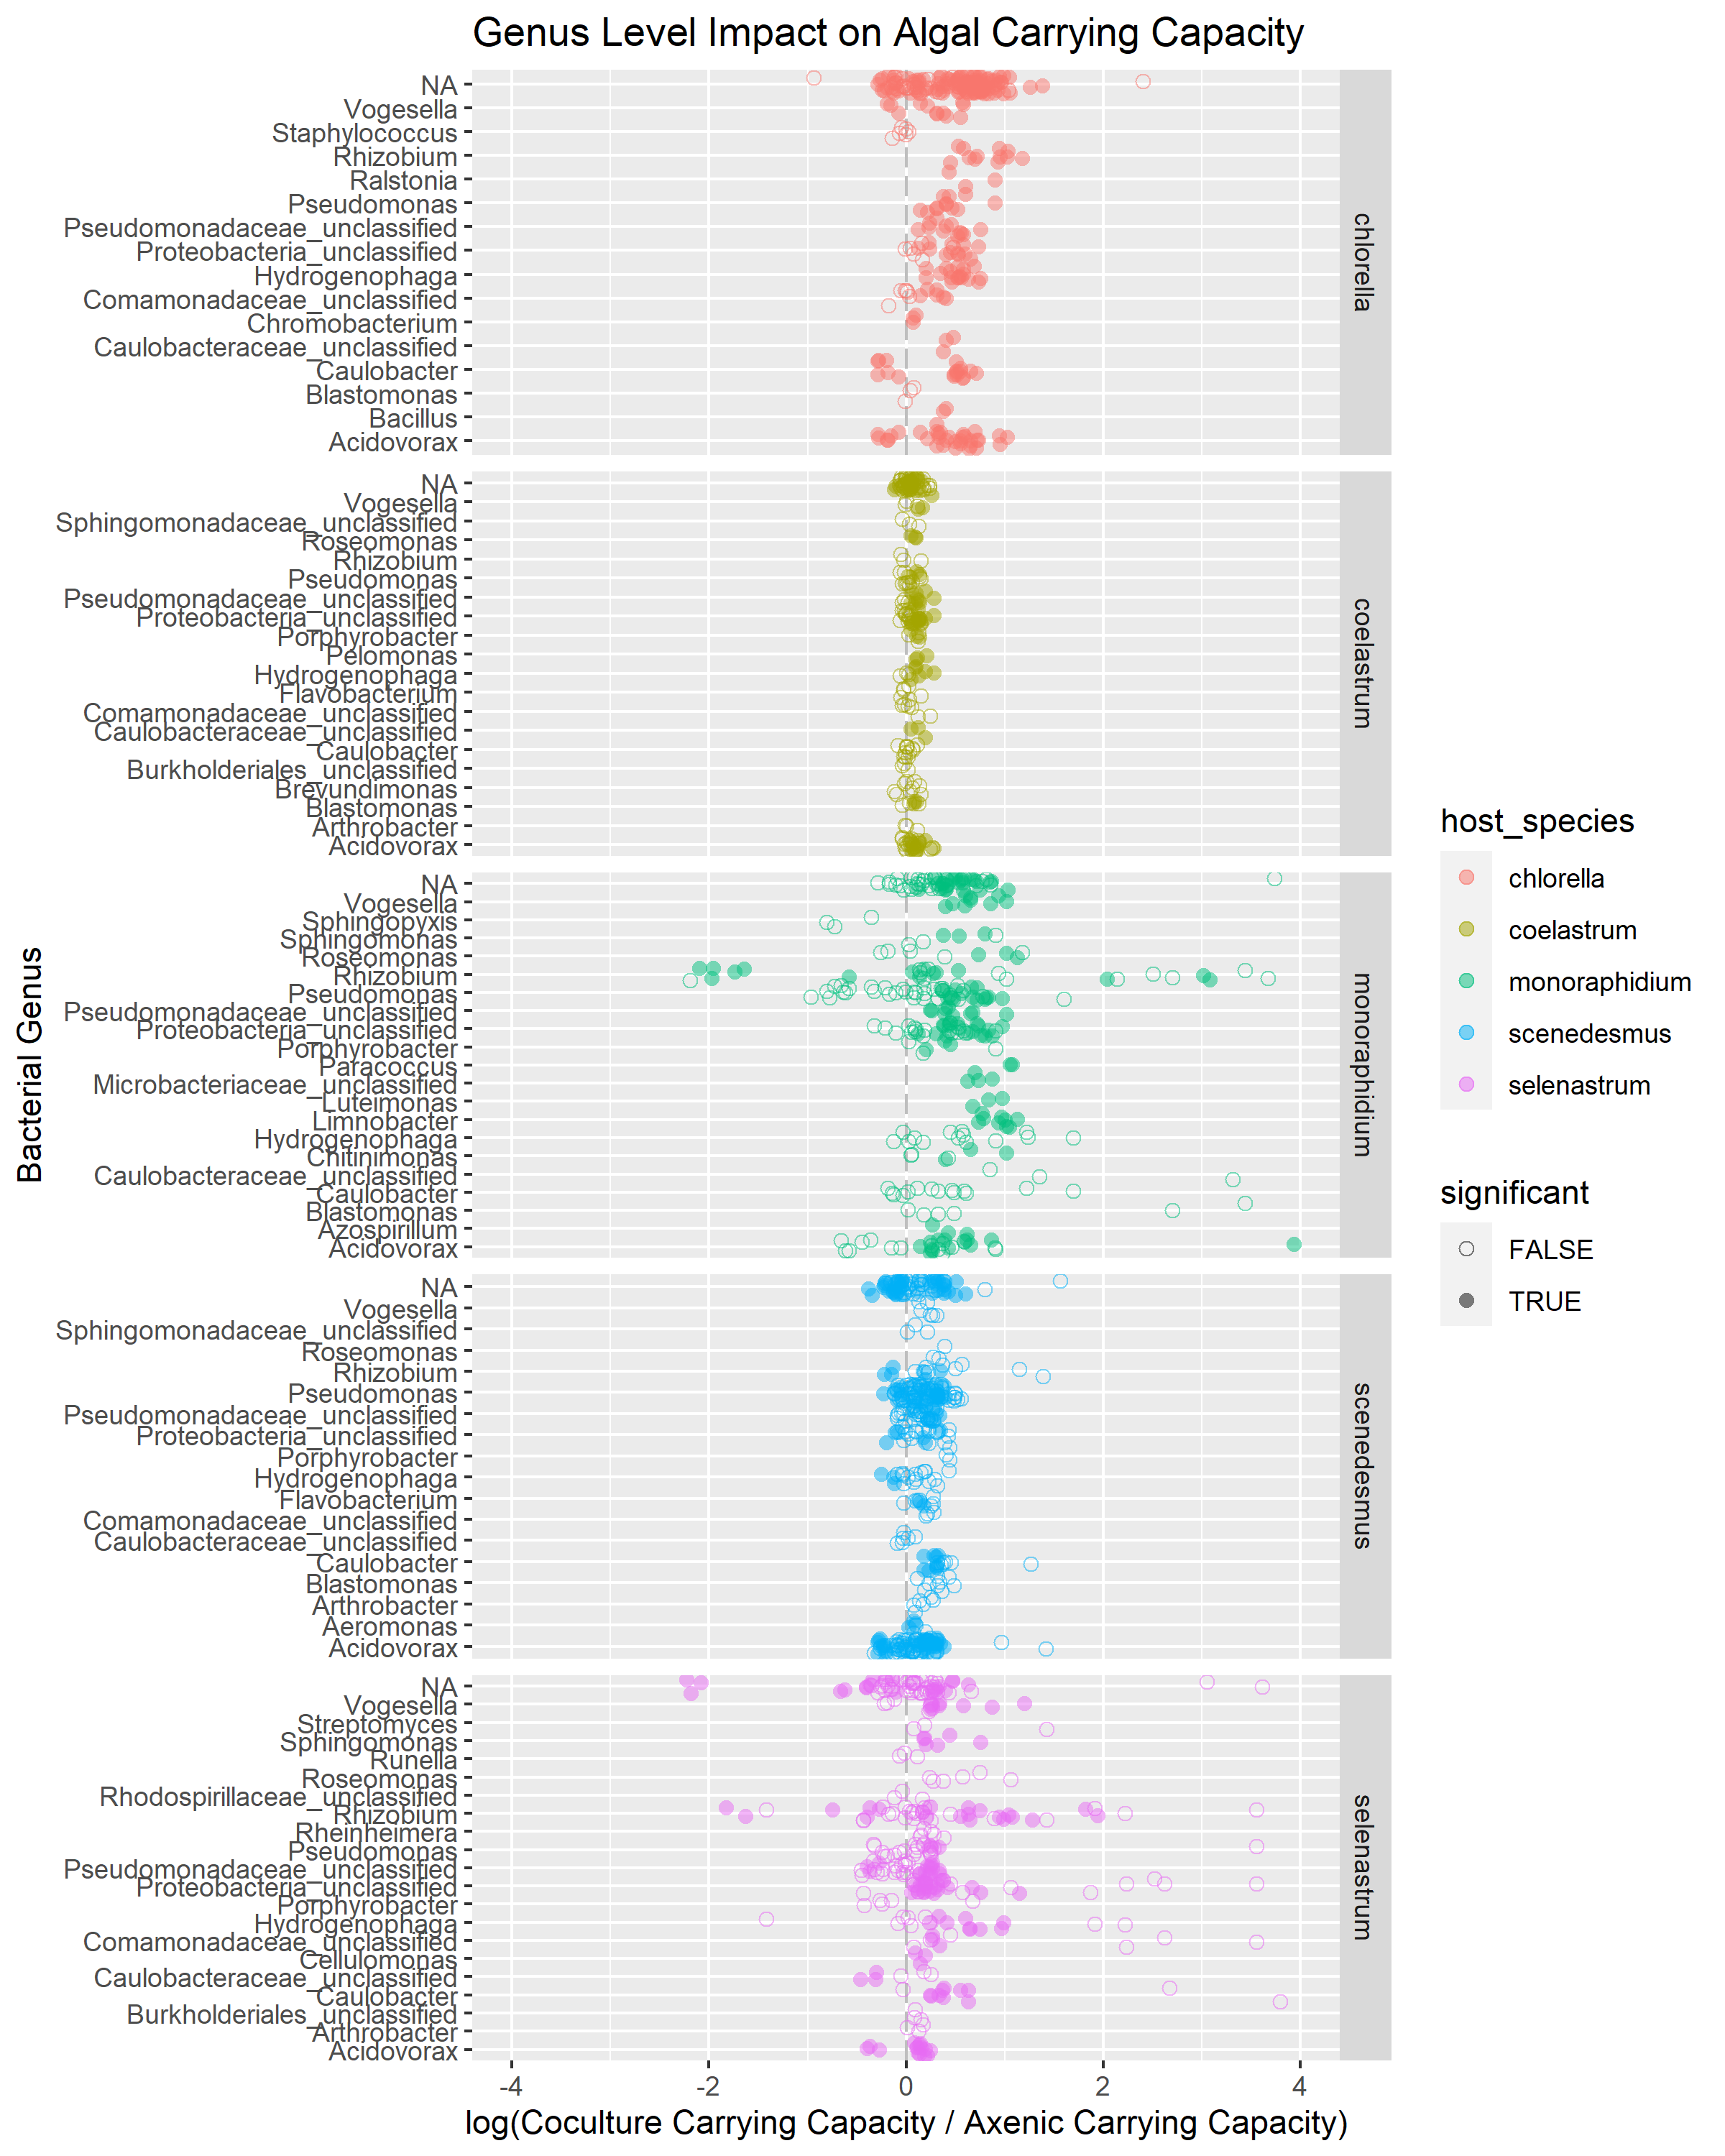 Genus Level Impact on Algal Carrying Capacity
NA
Vogesella
Staphylococcus
Rhizobium
Ralstonia
Pseudomonas
Pseudomonadaceae_unclassified
Proteobacteria_unclassified
Hydrogenophaga
Comamonadaceae_unclassified
Chromobacterium
Caulobacteraceae_unclassified
Caulobacter
Blastomonas
Bacillus
Acidovorax
chlorella
NA
Vogesella
Sphingomonadaceae_unclassified
Roseomonas
Rhizobium
Pseudomonas
Pseudomonadaceae_unclassified
Proteobacteria_unclassified
Porphyrobacter
Pelomonas
Hydrogenophaga
Flavobacterium
Comamonadaceae_unclassified
Caulobacteraceae_unclassified
Caulobacter
Burkholderiales_unclassified
Brevundimonas
Blastomonas
Arthrobacter
Acidovorax
coelastrum
NA
Vogesella
Sphingopyxis
Sphingomonas
Roseomonas
Rhizobium
Pseudomonas
Pseudomonadaceae_unclassified
Proteobacteria_unclassified
Porphyrobacter
Paracoccus
Microbacteriaceae_unclassified
Luteimonas
Limnobacter
Hydrogenophaga
Chitinimonas
Caulobacteraceae_unclassified
Caulobacter
Blastomonas
Azospirillum
Acidovorax
monoraphidium
NA
Vogesella
Sphingomonadaceae_unclassified
Roseomonas
Rhizobium
Pseudomonas
Pseudomonadaceae_unclassified
Proteobacteria_unclassified
Porphyrobacter
Hydrogenophaga
Flavobacterium
Comamonadaceae_unclassified
Caulobacteraceae_unclassified
Caulobacter
Blastomonas
Arthrobacter
Aeromonas
Acidovorax
scenedesmus
NA
Vogesella
Streptomyces
Sphingomonas
Runella
Roseomonas
Rhodospirillaceae_unclassified
Rhizobium
Rheinheimera
Pseudomonas
Pseudomonadaceae_unclassified
Proteobacteria_unclassified
Porphyrobacter
Hydrogenophaga
Comamonadaceae_unclassified
Cellulomonas
Caulobacteraceae_unclassified
Caulobacter
Burkholderiales_unclassified
Arthrobacter
Acidovorax
selenastrum
-4 -2 0 2 4
log(Coculture Carrying Capacity / Axenic Carrying Capacity)
Bacterial Genus
host_species
chlorella
coelastrum
monoraphidium
scenedesmus
selenastrum
significant
FALSE
TRUE